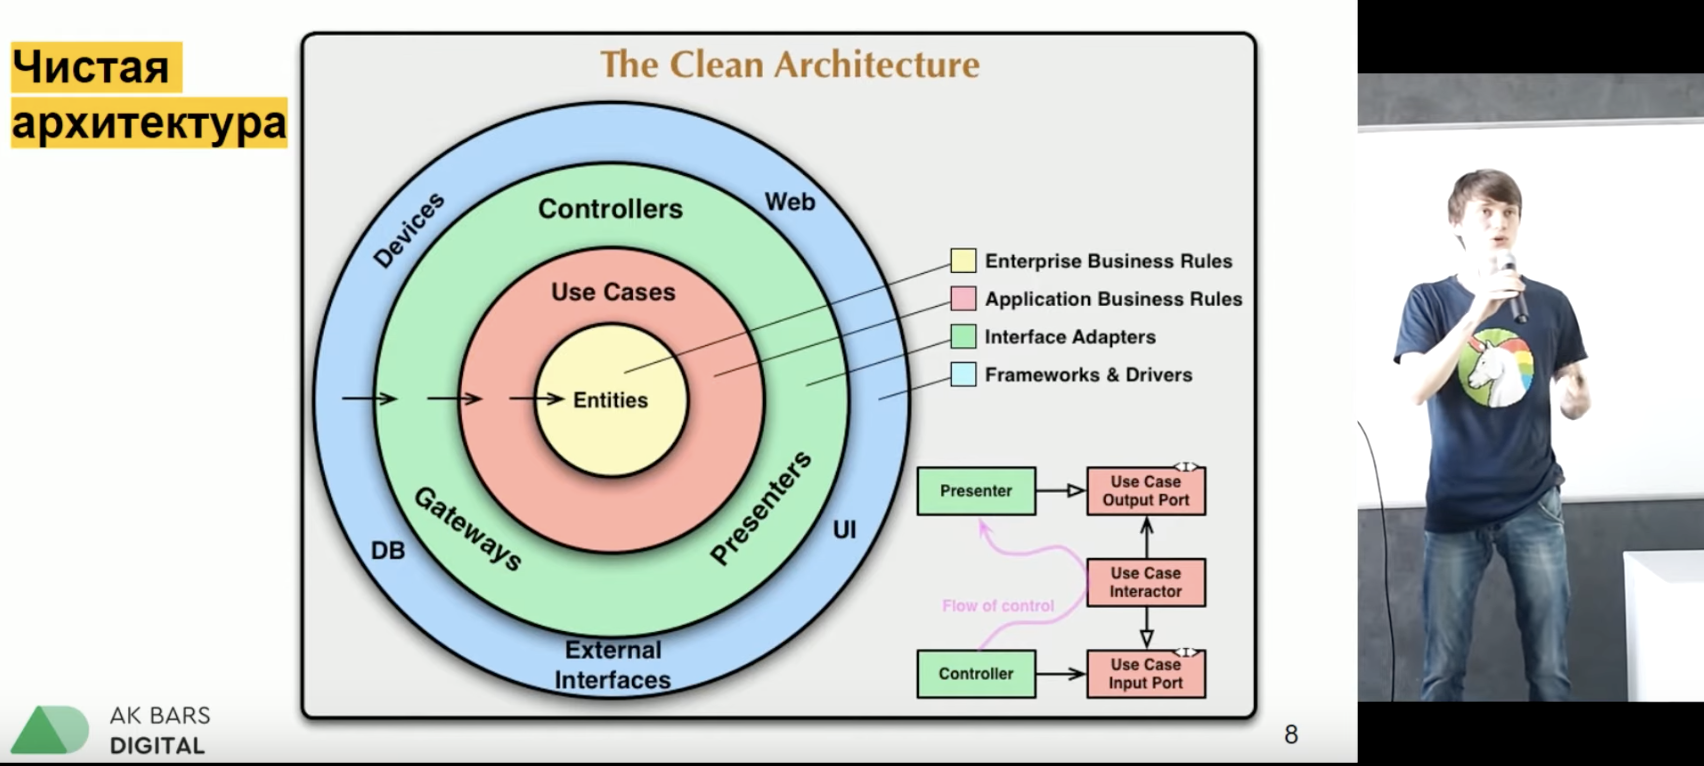 Чистая
архитектура
The Clean Architecture
Devices
Controllers
Web
Use Cases
Entities
Gateways
Presenters
DB
UI
External
Interfaces
Enterprise Business Rules
Application Business Rules
Interface Adapters
Frameworks & Drivers
Presenter
Use Case
Output Port
<I>
Use Case
Interactor
Flow of control
Controller
Use Case
Input Port
<I>
AK BARS
DIGITAL
8